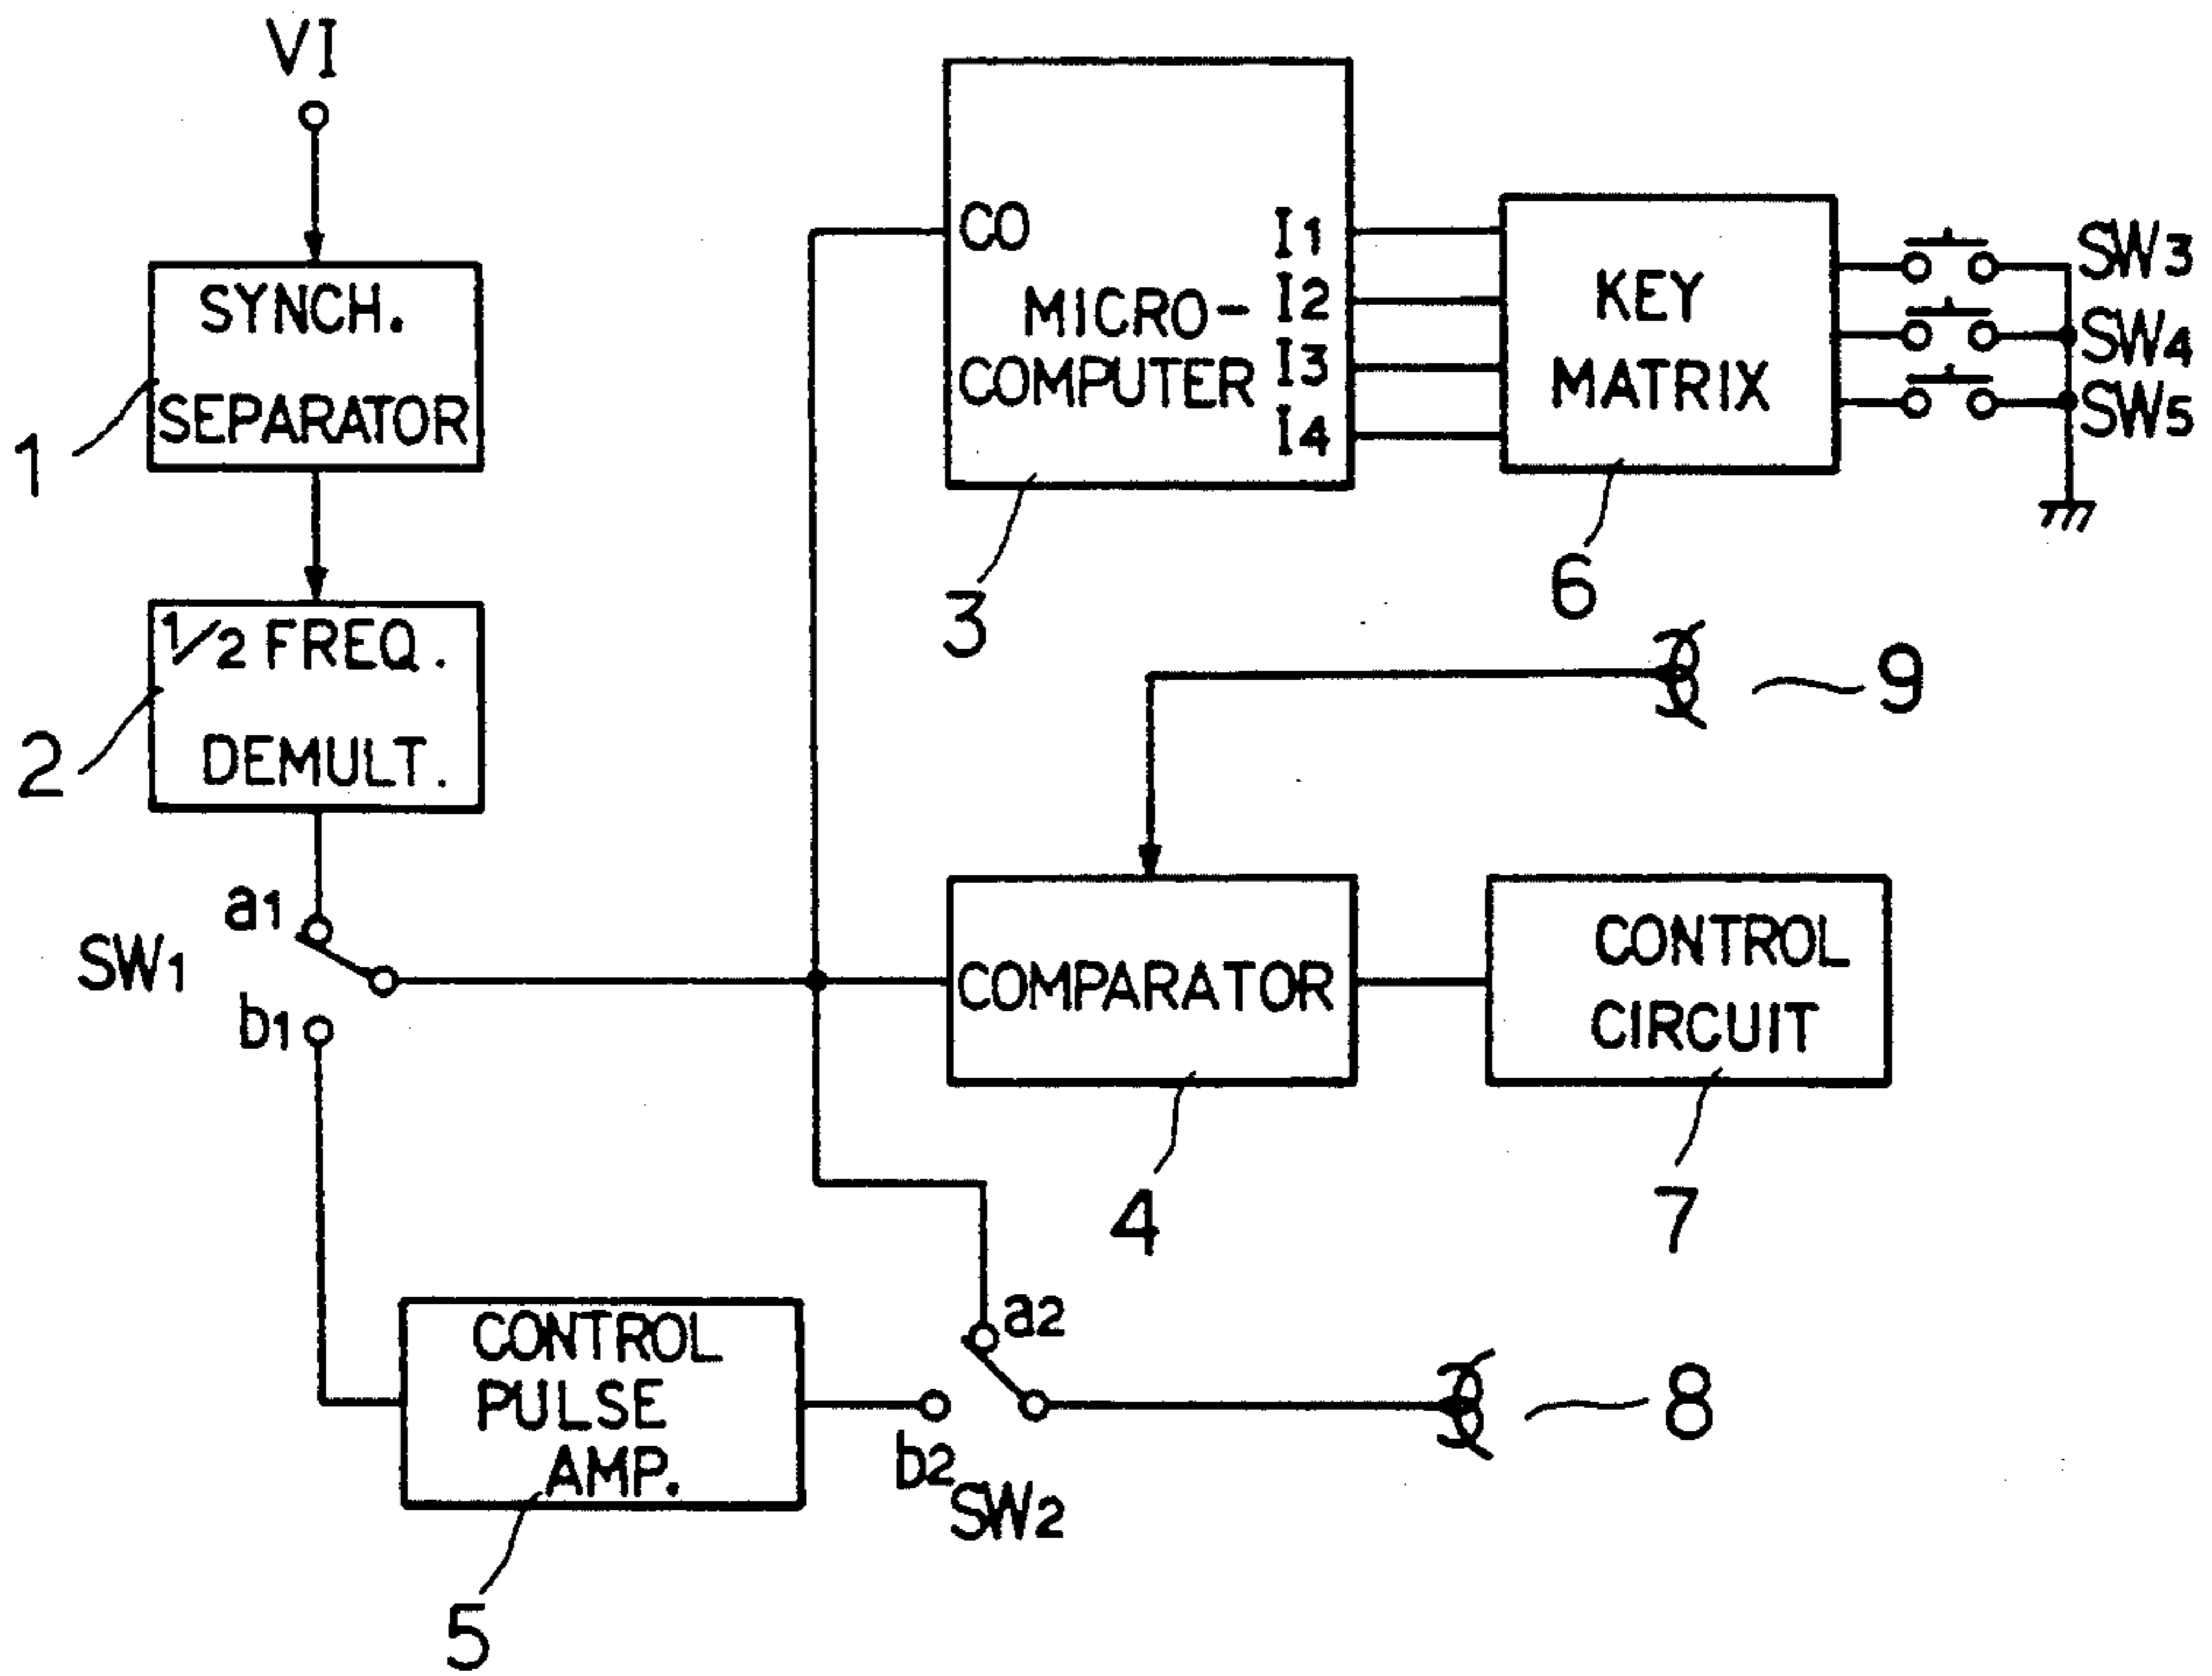 VI
SYNCH.
SEPARATOR
1
1/2 FREQ.
DEMULT.
2
CO
MICRO-
COMPUTER
I1
I2
I3
I4
3
KEY
MATRIX
6
SW3
SW4
SW5
9
a1
SW1
b1
COMPARATOR
4
CONTROL
CIRCUIT
7
CONTROL
PULSE
AMP.
5
a2
b2
SW2
8